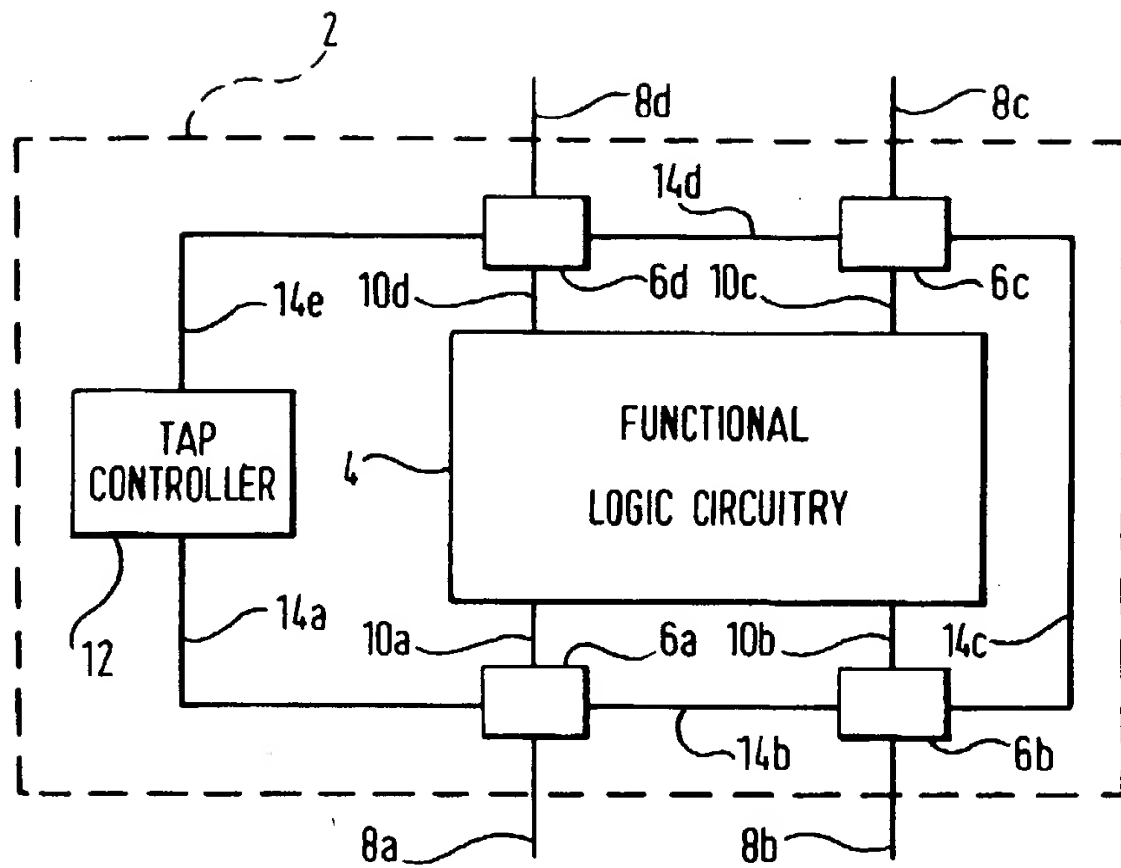 2
8d
8c
14d
10d
6d
10c
6c
14e
TAP
CONTROLLER
FUNCTIONAL
LOGIC CIRCUITRY
4
12
14a
10a
6a
10b
14c
14b
6b
8a
8b